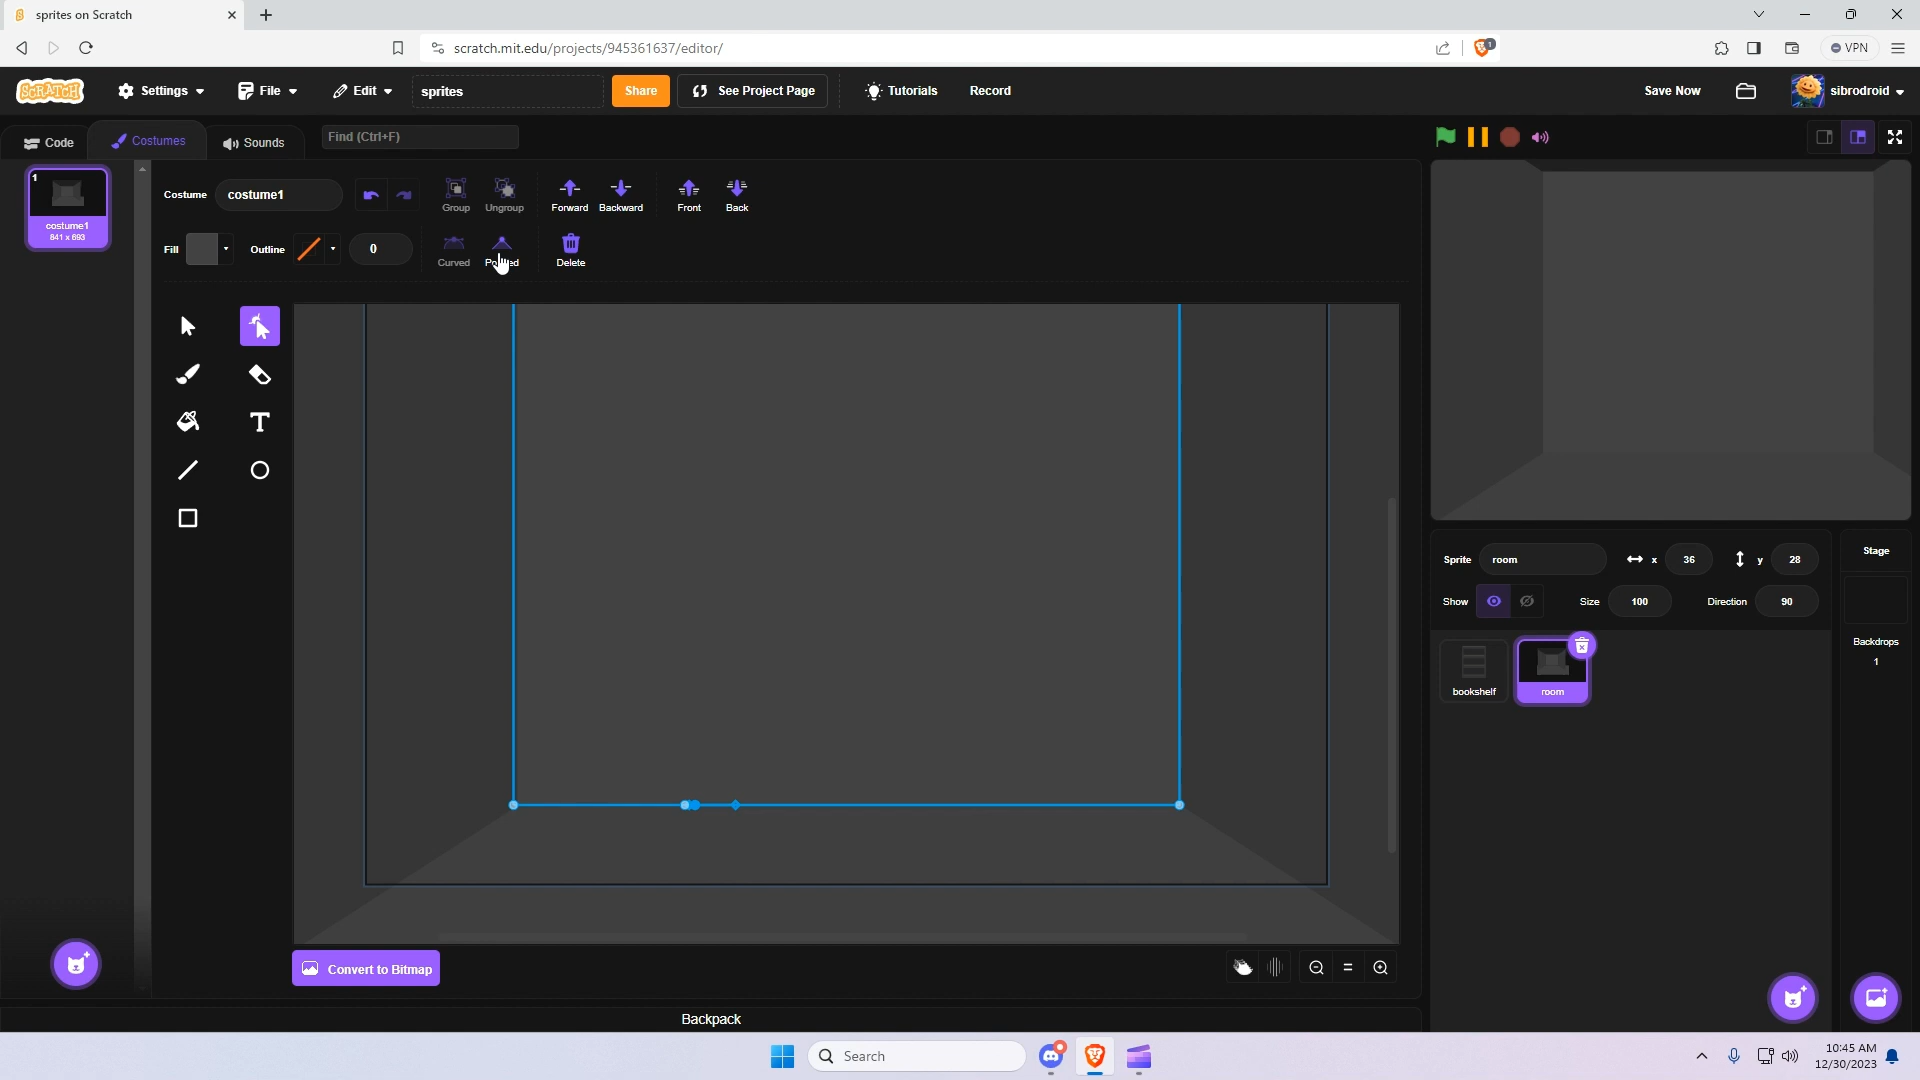 sprites on Scratch
scratch.mit.edu/projects/945361637/editor/
1
VPN
SCRATCH
Settings
File
Edit
sprites
Share
See Project Page
Tutorials
Record
Save Now
sibrodroid
Code
Costumes
Sounds
Find (Ctrl+F)
1
costume1
841 x 693
Costume
costume1
Group
Ungroup
Forward
Backward
Front
Back
Fill
Outline
0
Curved
Delete
Convert to Bitmap
Backpack
Sprite
room
x
36
y
28
Show
Size
100
Direction
90
bookshelf
room
Stage
Backdrops
1
Search
10:45 AM
12/30/2023